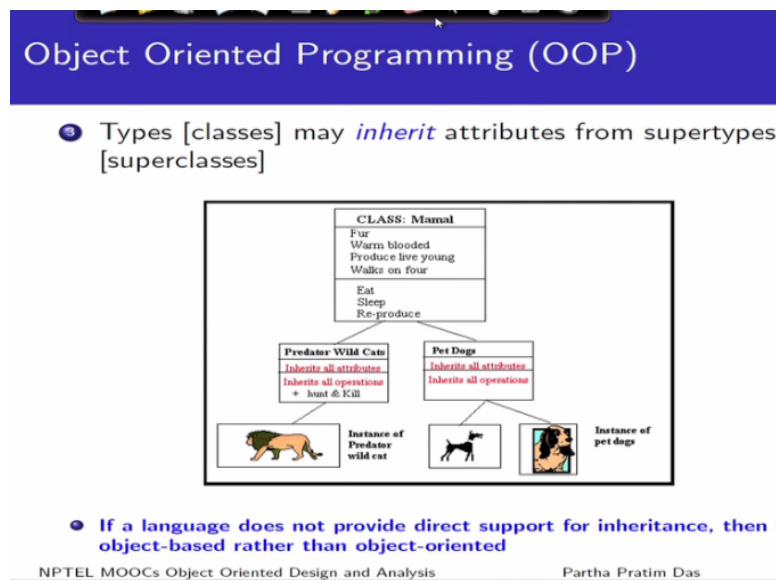 Object Oriented Programming (OOP)
3 Types [classes] may inherit attributes from supertypes
[superclasses]
CLASS: Mamal
Fur
Warm blooded
Produce live young
Walks on four
Eat
Sleep
Re-produce
Predator Wild Cats
Inherits all attributes
Inherits all operations
+ hunt & Kill
Pet Dogs
Inherits all attributes
Inherits all operations
Instance of
Predator
wild cat
Instance of
pet dogs
If a language does not provide direct support for inheritance, then
object-based rather than object-oriented
NPTEL MOOCs Object Oriented Design and Analysis
Partha Pratim Das